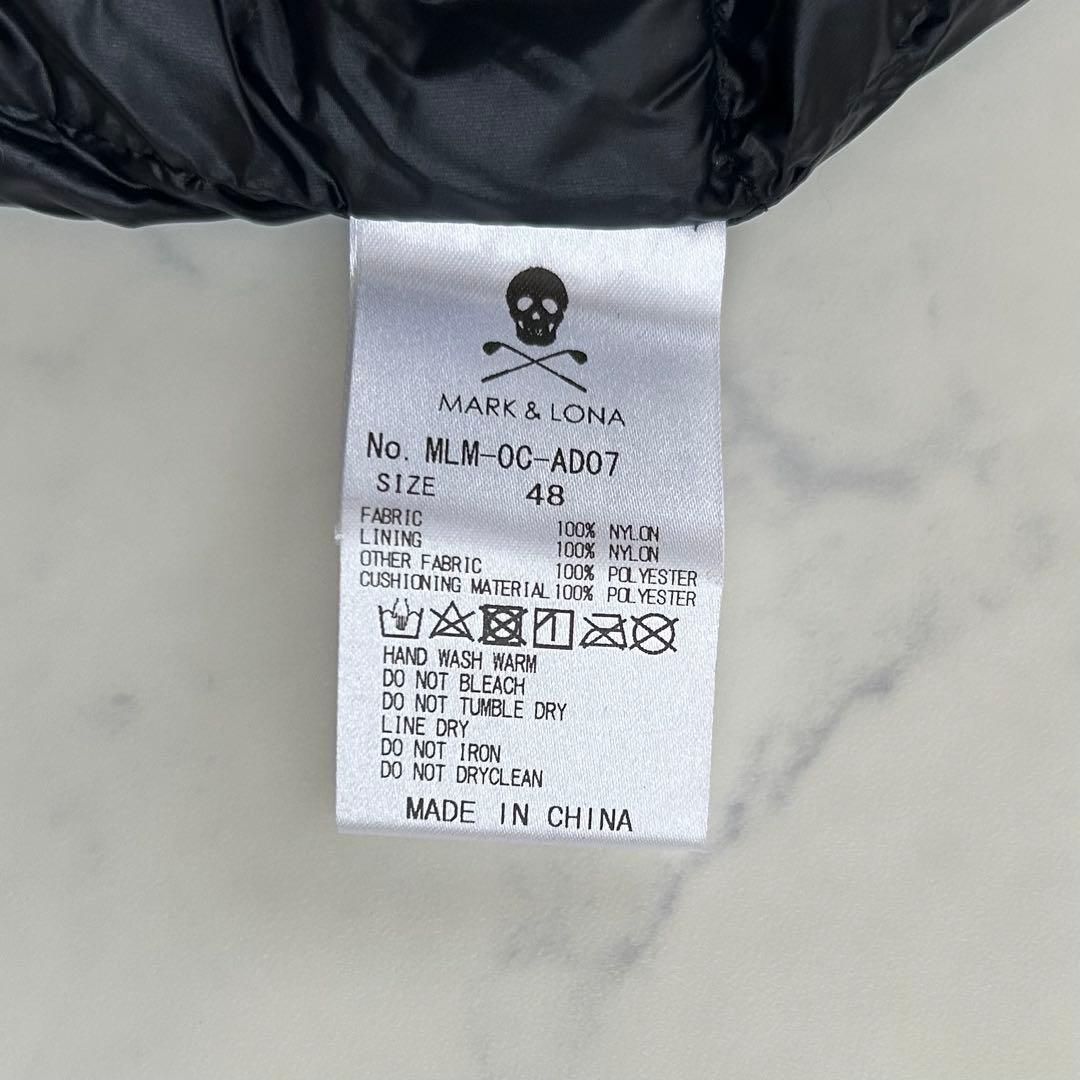 MARK & LONA
No. MLM-0C-AD07
SIZE 48
FABRIC 100% NYLON
LINING 100% NYLON
OTHER FABRIC 100% POLYESTER
CUSHIONING MATERIAL 100% POLYESTER
HAND WASH WARM
DO NOT BLEACH
DO NOT TUMBLE DRY
LINE DRY
DO NOT IRON
DO NOT DRYCLEAN
MADE IN CHINA